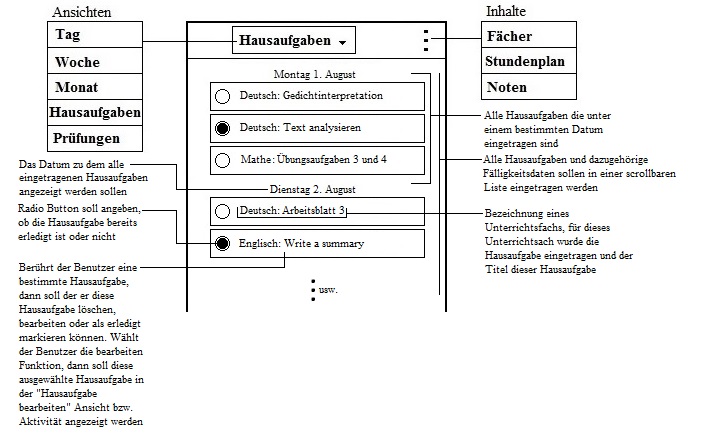 Ansichten
Tag
Woche
Monat
Hausaufgaben
Prüfungen
Hausaufgaben
Inhalte
Fächer
Stundenplan
Noten
Montag 1. August
Deutsch: Gedichtinterpretation
Deutsch: Text analysieren
Mathe: Übungsaufgaben 3 und 4
Dienstag 2. August
Deutsch: Arbeitsblatt 3
Englisch: Write a summary
usw.
Das Datum zu dem alle
eingetragenen Hausaufgaben
angezeigt werden sollen
Radio Button soll angeben,
ob die Hausaufgabe bereits
erledigt ist oder nicht
Berührt der Benutzer eine
bestimmte Hausaufgabe,
dann soll der er diese
Hausaufgabe löschen,
bearbeiten oder als erledigt
markieren können. Wählt
der Benutzer die bearbeiten
Funktion, dann soll diese
ausgewählte Hausaufgabe in
der "Hausaufgabe
bearbeiten" Ansicht bzw.
Aktivität angezeigt werden
Alle Hausaufgaben die unter
einem bestimmten Datum
eingetragen sind
Alle Hausaufgaben und dazugehörige
Fälligkeitsdaten sollen in einer scrollbaren
Liste eingetragen werden
Bezeichnung eines
Unterrichtsfachs, für dieses
Unterrichtsach wurde die
Hausaufgabe eingetragen und der
Titel dieser Hausaufgabe